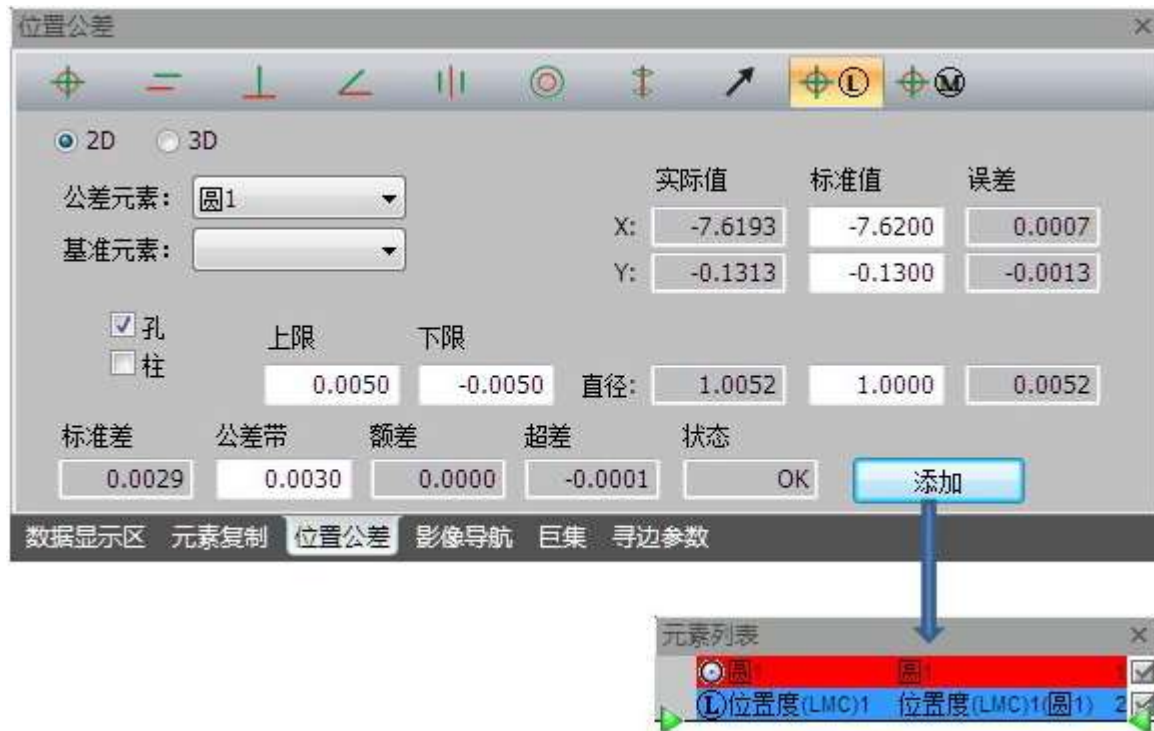 位置公差
Ⓛ Ⓜ
2D 3D
实际值 标准值 误差
公差元素: 圆1
X: -7.6193 -7.6200 0.0007
基准元素:
Y: -0.1313 -0.1300 -0.0013
孔
上限 下限
柱
0.0050 -0.0050 直径: 1.0052 1.0000 0.0052
标准差 公差带 额差 超差 状态
0.0029 0.0030 0.0000 -0.0001 OK 添加
数据显示区 元素复制 位置公差 影像导航 巨集 寻边参数
元素列表
圆1 圆1 1
Ⓛ位置度(LMC)1 位置度(LMC)1(圆1) 2